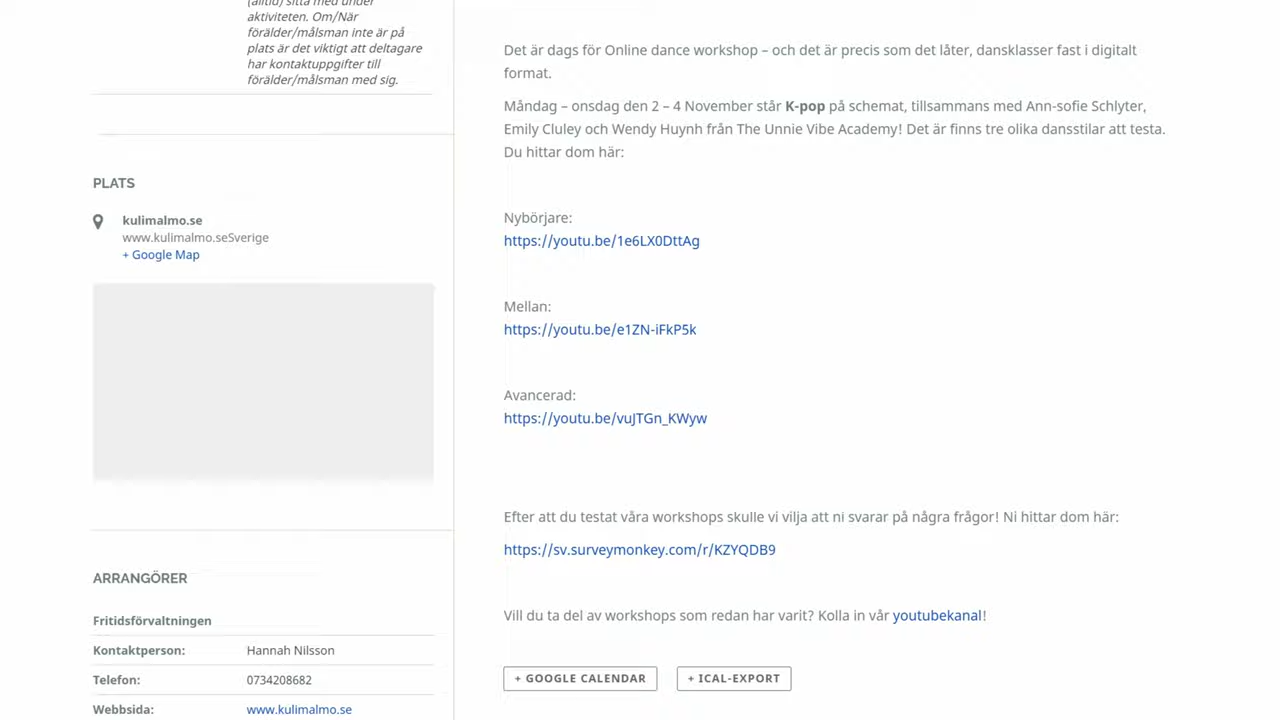 (alltid) sitta med under
aktiviteten. Om/När
förälder/målsman inte är på
plats är det viktigt att deltagare
har kontaktuppgifter till
förälder/målsman med sig.
PLATS
kulimalmo.se
www.kulimalmo.seSverige
+ Google Map
ARRANGÖRER
Fritidsförvaltningen
Kontaktperson: Hannah Nilsson
Telefon: 0734208682
Webbsida: www.kulimalmo.se
Det är dags för Online dance workshop – och det är precis som det låter, dansklasser fast i digitalt
format.
Måndag – onsdag den 2 – 4 November står K-pop på schemat, tillsammans med Ann-sofie Schlyter,
Emily Cluley och Wendy Huynh från The Unnie Vibe Academy! Det är finns tre olika dansstilar att testa.
Du hittar dom här:
Nybörjare:
https://youtu.be/1e6LX0DttAg
Mellan:
https://youtu.be/e1ZN-iFkP5k
Avancerad:
https://youtu.be/vuJTGn_KWyw
Efter att du testat våra workshops skulle vi vilja att ni svarar på några frågor! Ni hittar dom här:
https://sv.surveymonkey.com/r/KZYQDB9
Vill du ta del av workshops som redan har varit? Kolla in vår youtubekanal!
+ GOOGLE CALENDAR
+ ICAL-EXPORT